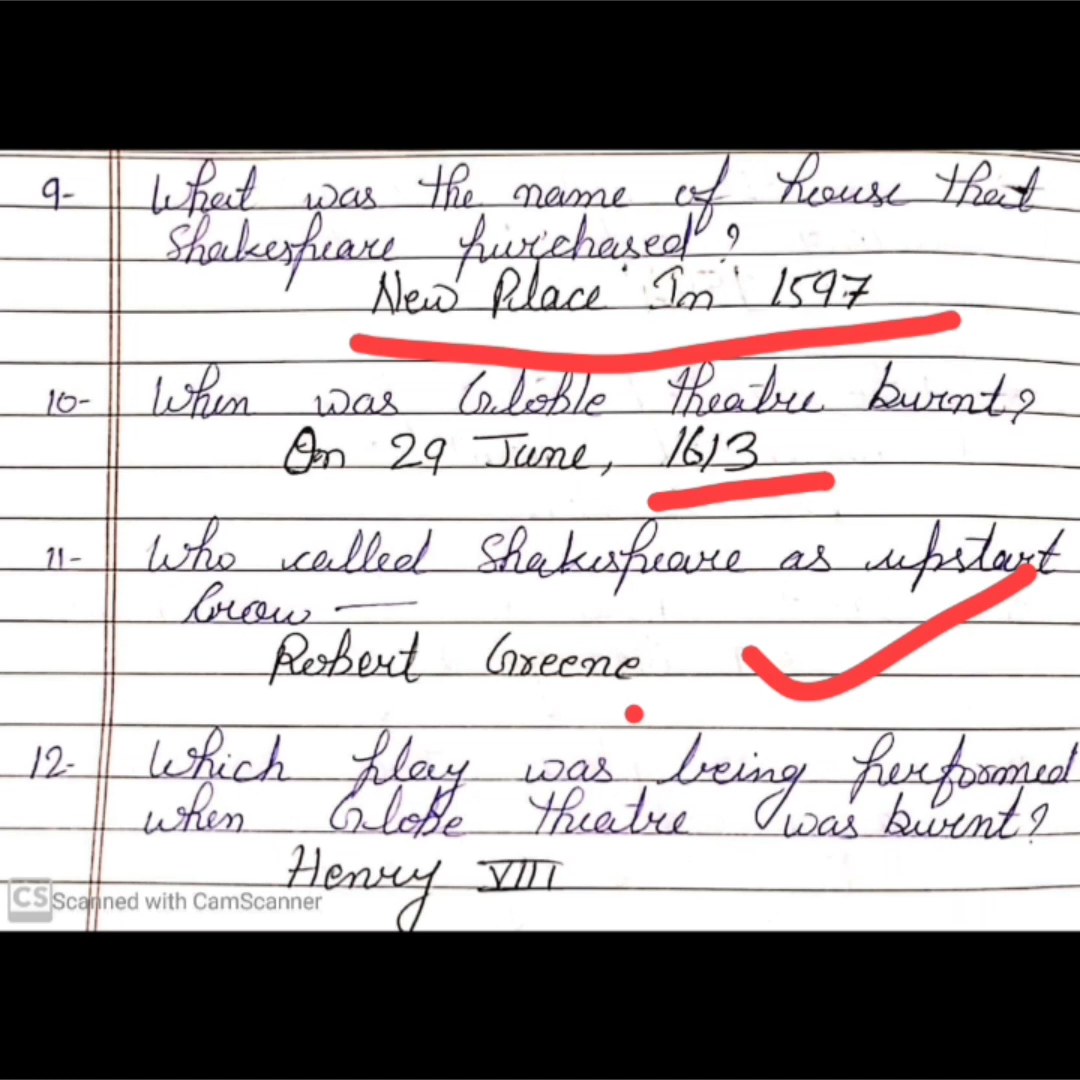 9- What was the name of house that
Shakespeare purchased?
New Place In 1597
10- When was Globle theatre burnt?
On 29 June, 1613
11- Who called Shakespeare as upstart
Crow —
Robert Greene
12- Which play was being performed
when Globe theatre was burnt?
Henry VIII
CS Scanned with CamScanner